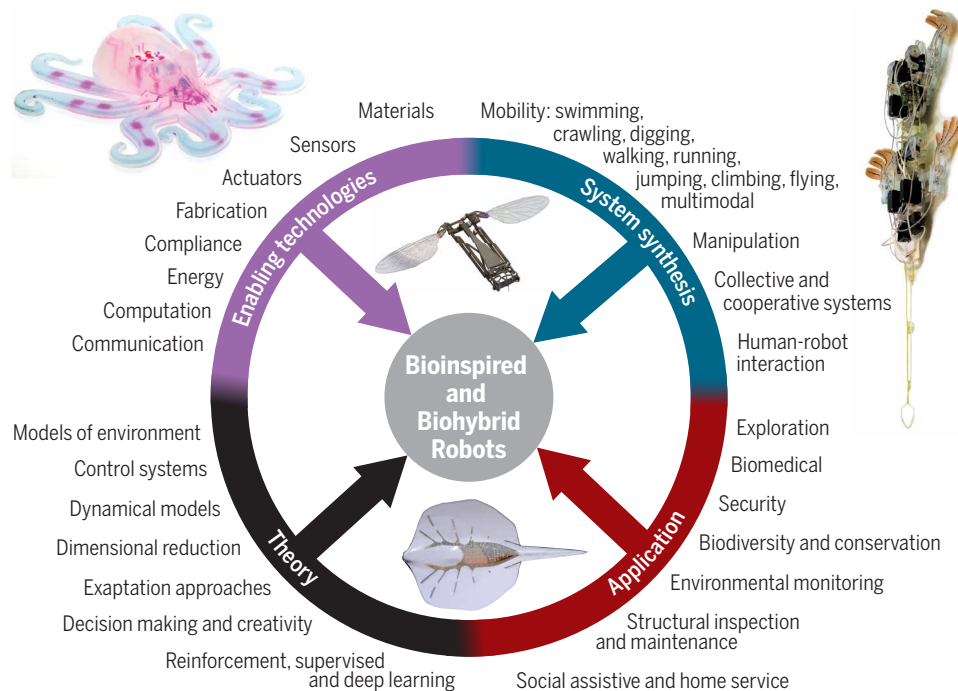 Materials
Sensors
Actuators
Fabrication
Compliance
Energy
Computation
Communication
Enabling technologies
Mobility: swimming,
crawling, digging,
walking, running,
jumping, climbing, flying,
multimodal
Manipulation
Collective and
cooperative systems
Human-robot
interaction
System synthesis
Bioinspired
and
Biohybrid
Robots
Models of environment
Control systems
Dynamical models
Dimensional reduction
Exaptation approaches
Decision making and creativity
Reinforcement, supervised
and deep learning
Theory
Exploration
Biomedical
Security
Biodiversity and conservation
Environmental monitoring
Structural inspection
and maintenance
Social assistive and home service
Application